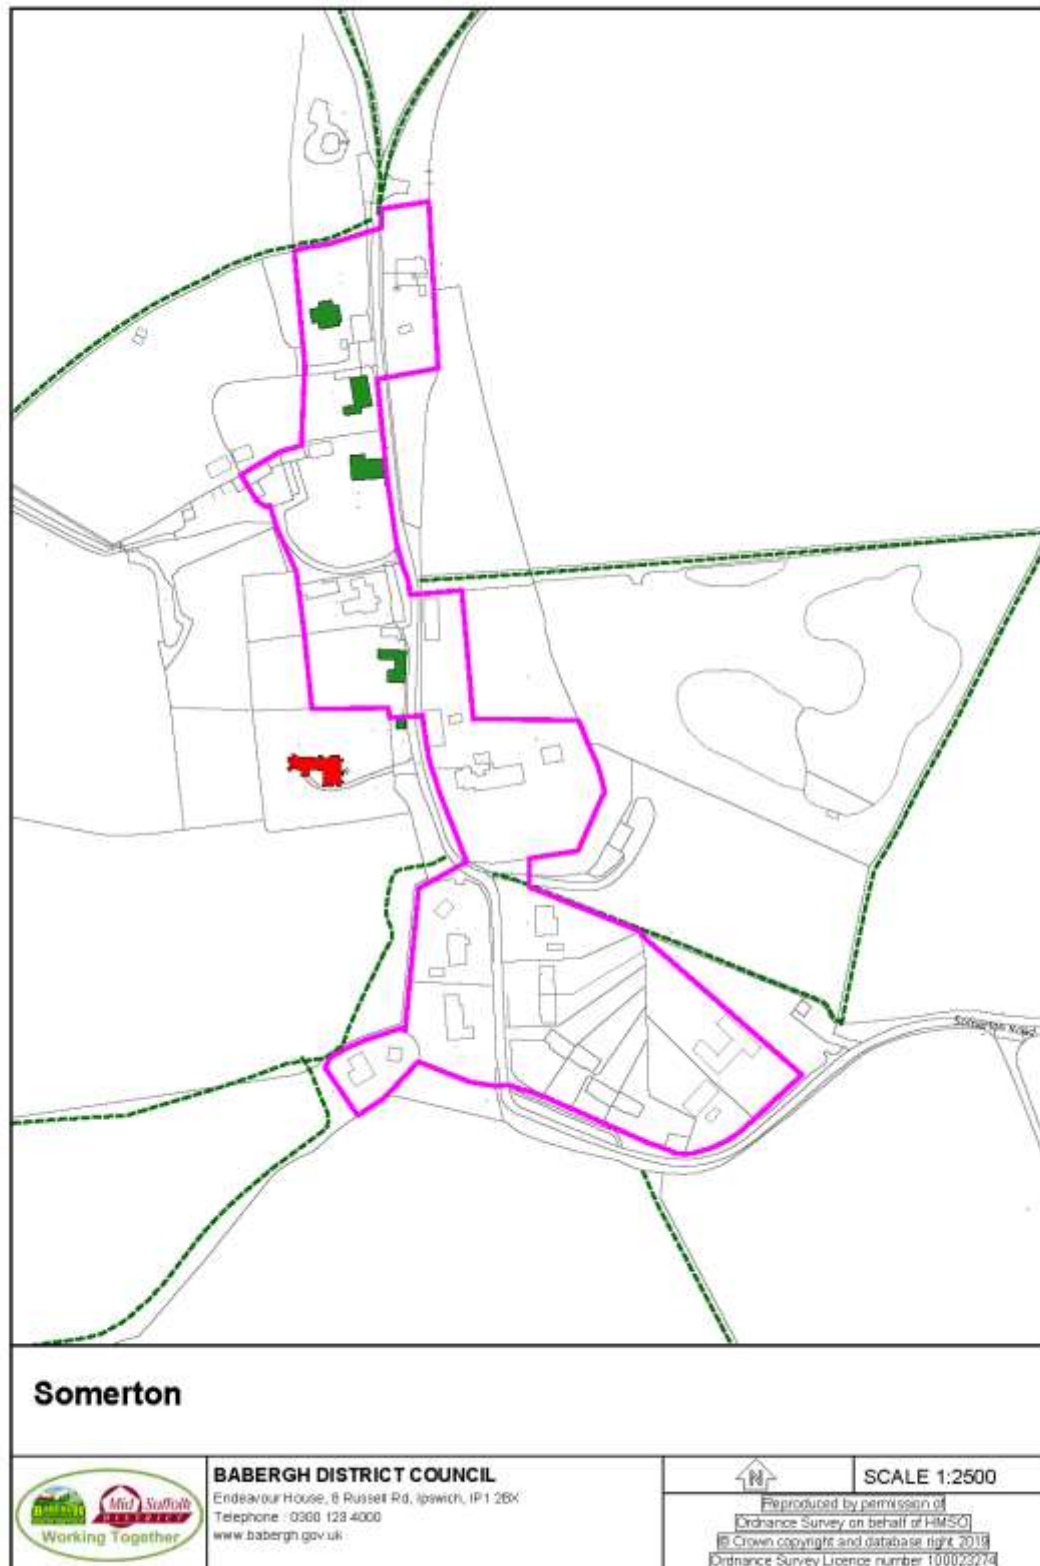 Somerton Road
Somerton
BABERGH
Mid Suffolk
DISTRICT
Working Together
BABERGH DISTRICT COUNCIL
Endeavour House, 8 Russell Rd, Ipswich, IP1 2BX
Telephone : 0300 123 4000
www.babergh.gov.uk
N
SCALE 1:2500
Reproduced by permission of
Ordnance Survey on behalf of HMSO
© Crown copyright and database right 2019
Ordnance Survey Licence number 100023274